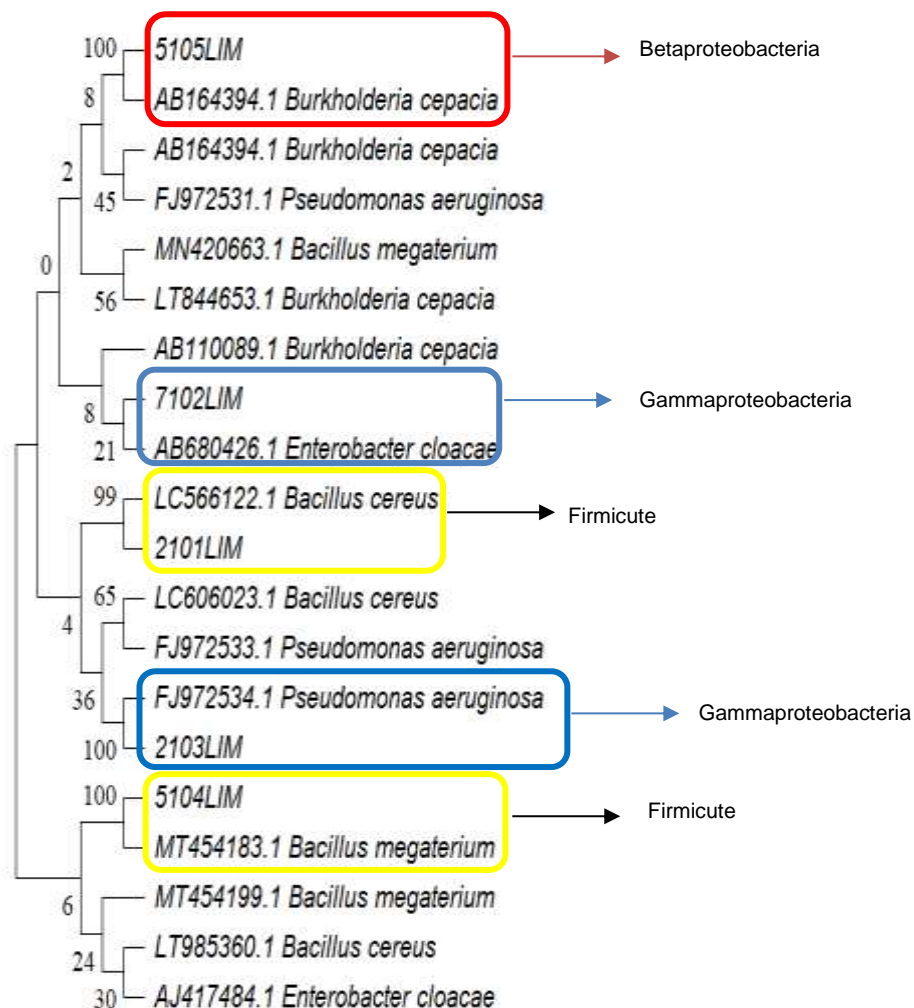 100 5105LIM Betaproteobacteria
8 AB164394.1 Burkholderia cepacia
AB164394.1 Burkholderia cepacia
2
45 FJ972531.1 Pseudomonas aeruginosa
MN420663.1 Bacillus megaterium
0
56 LT844653.1 Burkholderia cepacia
AB110089.1 Burkholderia cepacia
7102LIM Gammaproteobacteria
8
21 AB680426.1 Enterobacter cloacae
99 LC566122.1 Bacillus cereus Firmicute
2101LIM
65 LC606023.1 Bacillus cereus
4
FJ972533.1 Pseudomonas aeruginosa
36 FJ972534.1 Pseudomonas aeruginosa Gammaproteobacteria
100 2103LIM
100 5104LIM Firmicute
MT454183.1 Bacillus megaterium
6 MT454199.1 Bacillus megaterium
LT985360.1 Bacillus cereus
24
30 AJ417484.1 Enterobacter cloacae